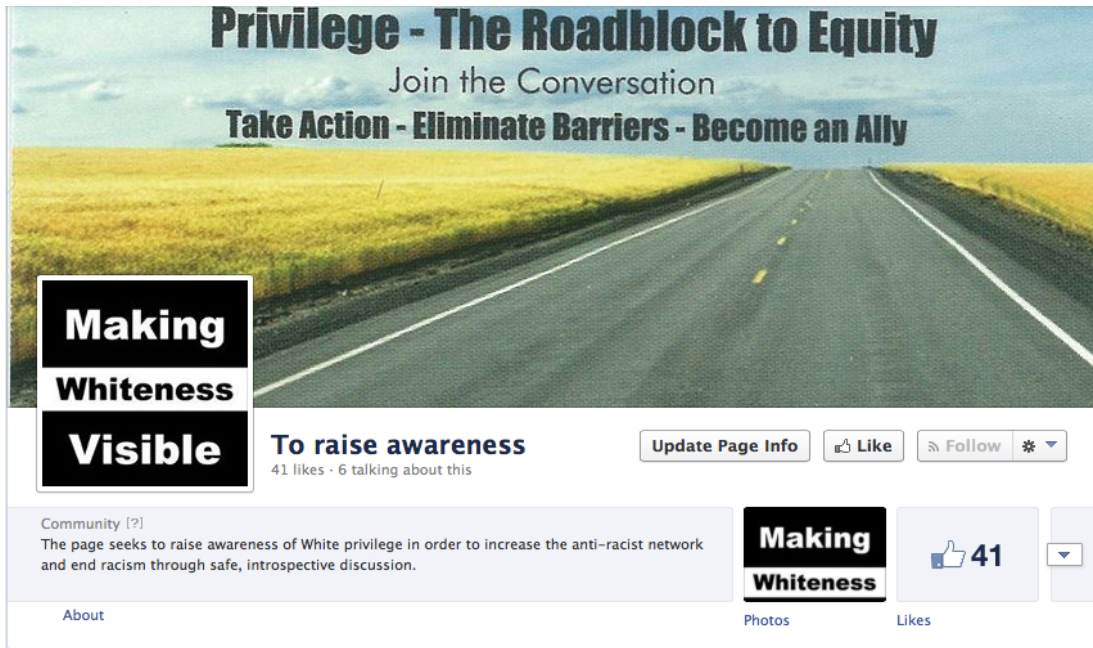 Privilege - The Roadblock to Equity
Join the Conversation
Take Action - Eliminate Barriers - Become an Ally
Making
Whiteness
Visible
To raise awareness
41 likes · 6 talking about this
Update Page Info
Like
Follow
Community [?]
The page seeks to raise awareness of White privilege in order to increase the anti-racist network
and end racism through safe, introspective discussion.
About
Making
Whiteness
Photos
41
Likes